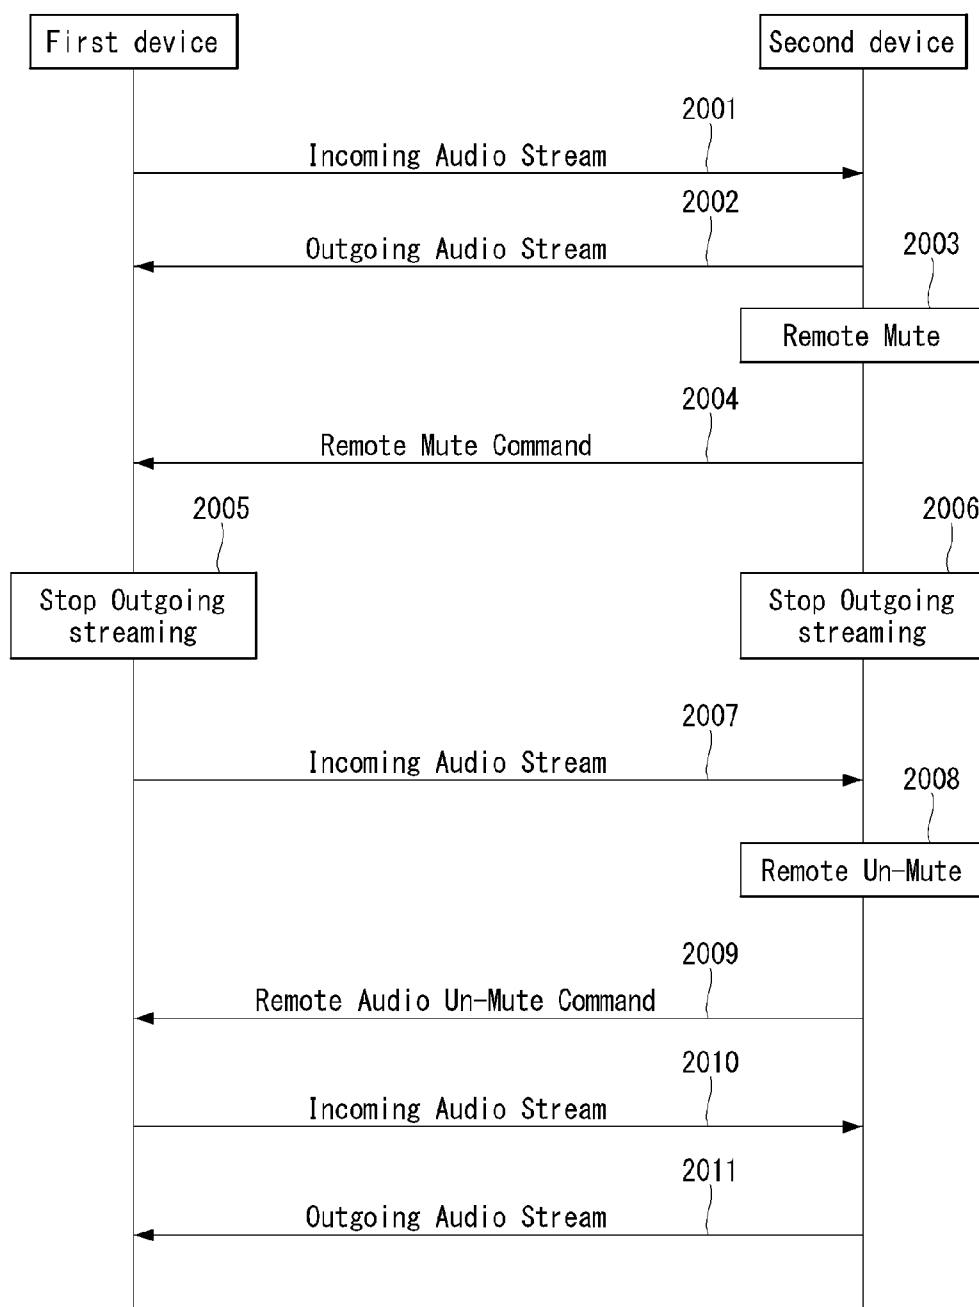 First device
Second device
2001
Incoming Audio Stream
2002
Outgoing Audio Stream
2003
Remote Mute
2004
Remote Mute Command
2005
2006
Stop Outgoing
streaming
Stop Outgoing
streaming
2007
Incoming Audio Stream
2008
Remote Un-Mute
2009
Remote Audio Un-Mute Command
2010
Incoming Audio Stream
2011
Outgoing Audio Stream